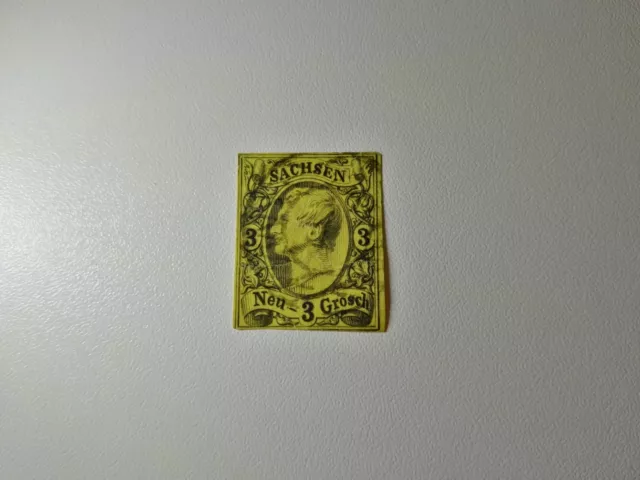 SACHSEN
3 3
Neu = 3 Grosch